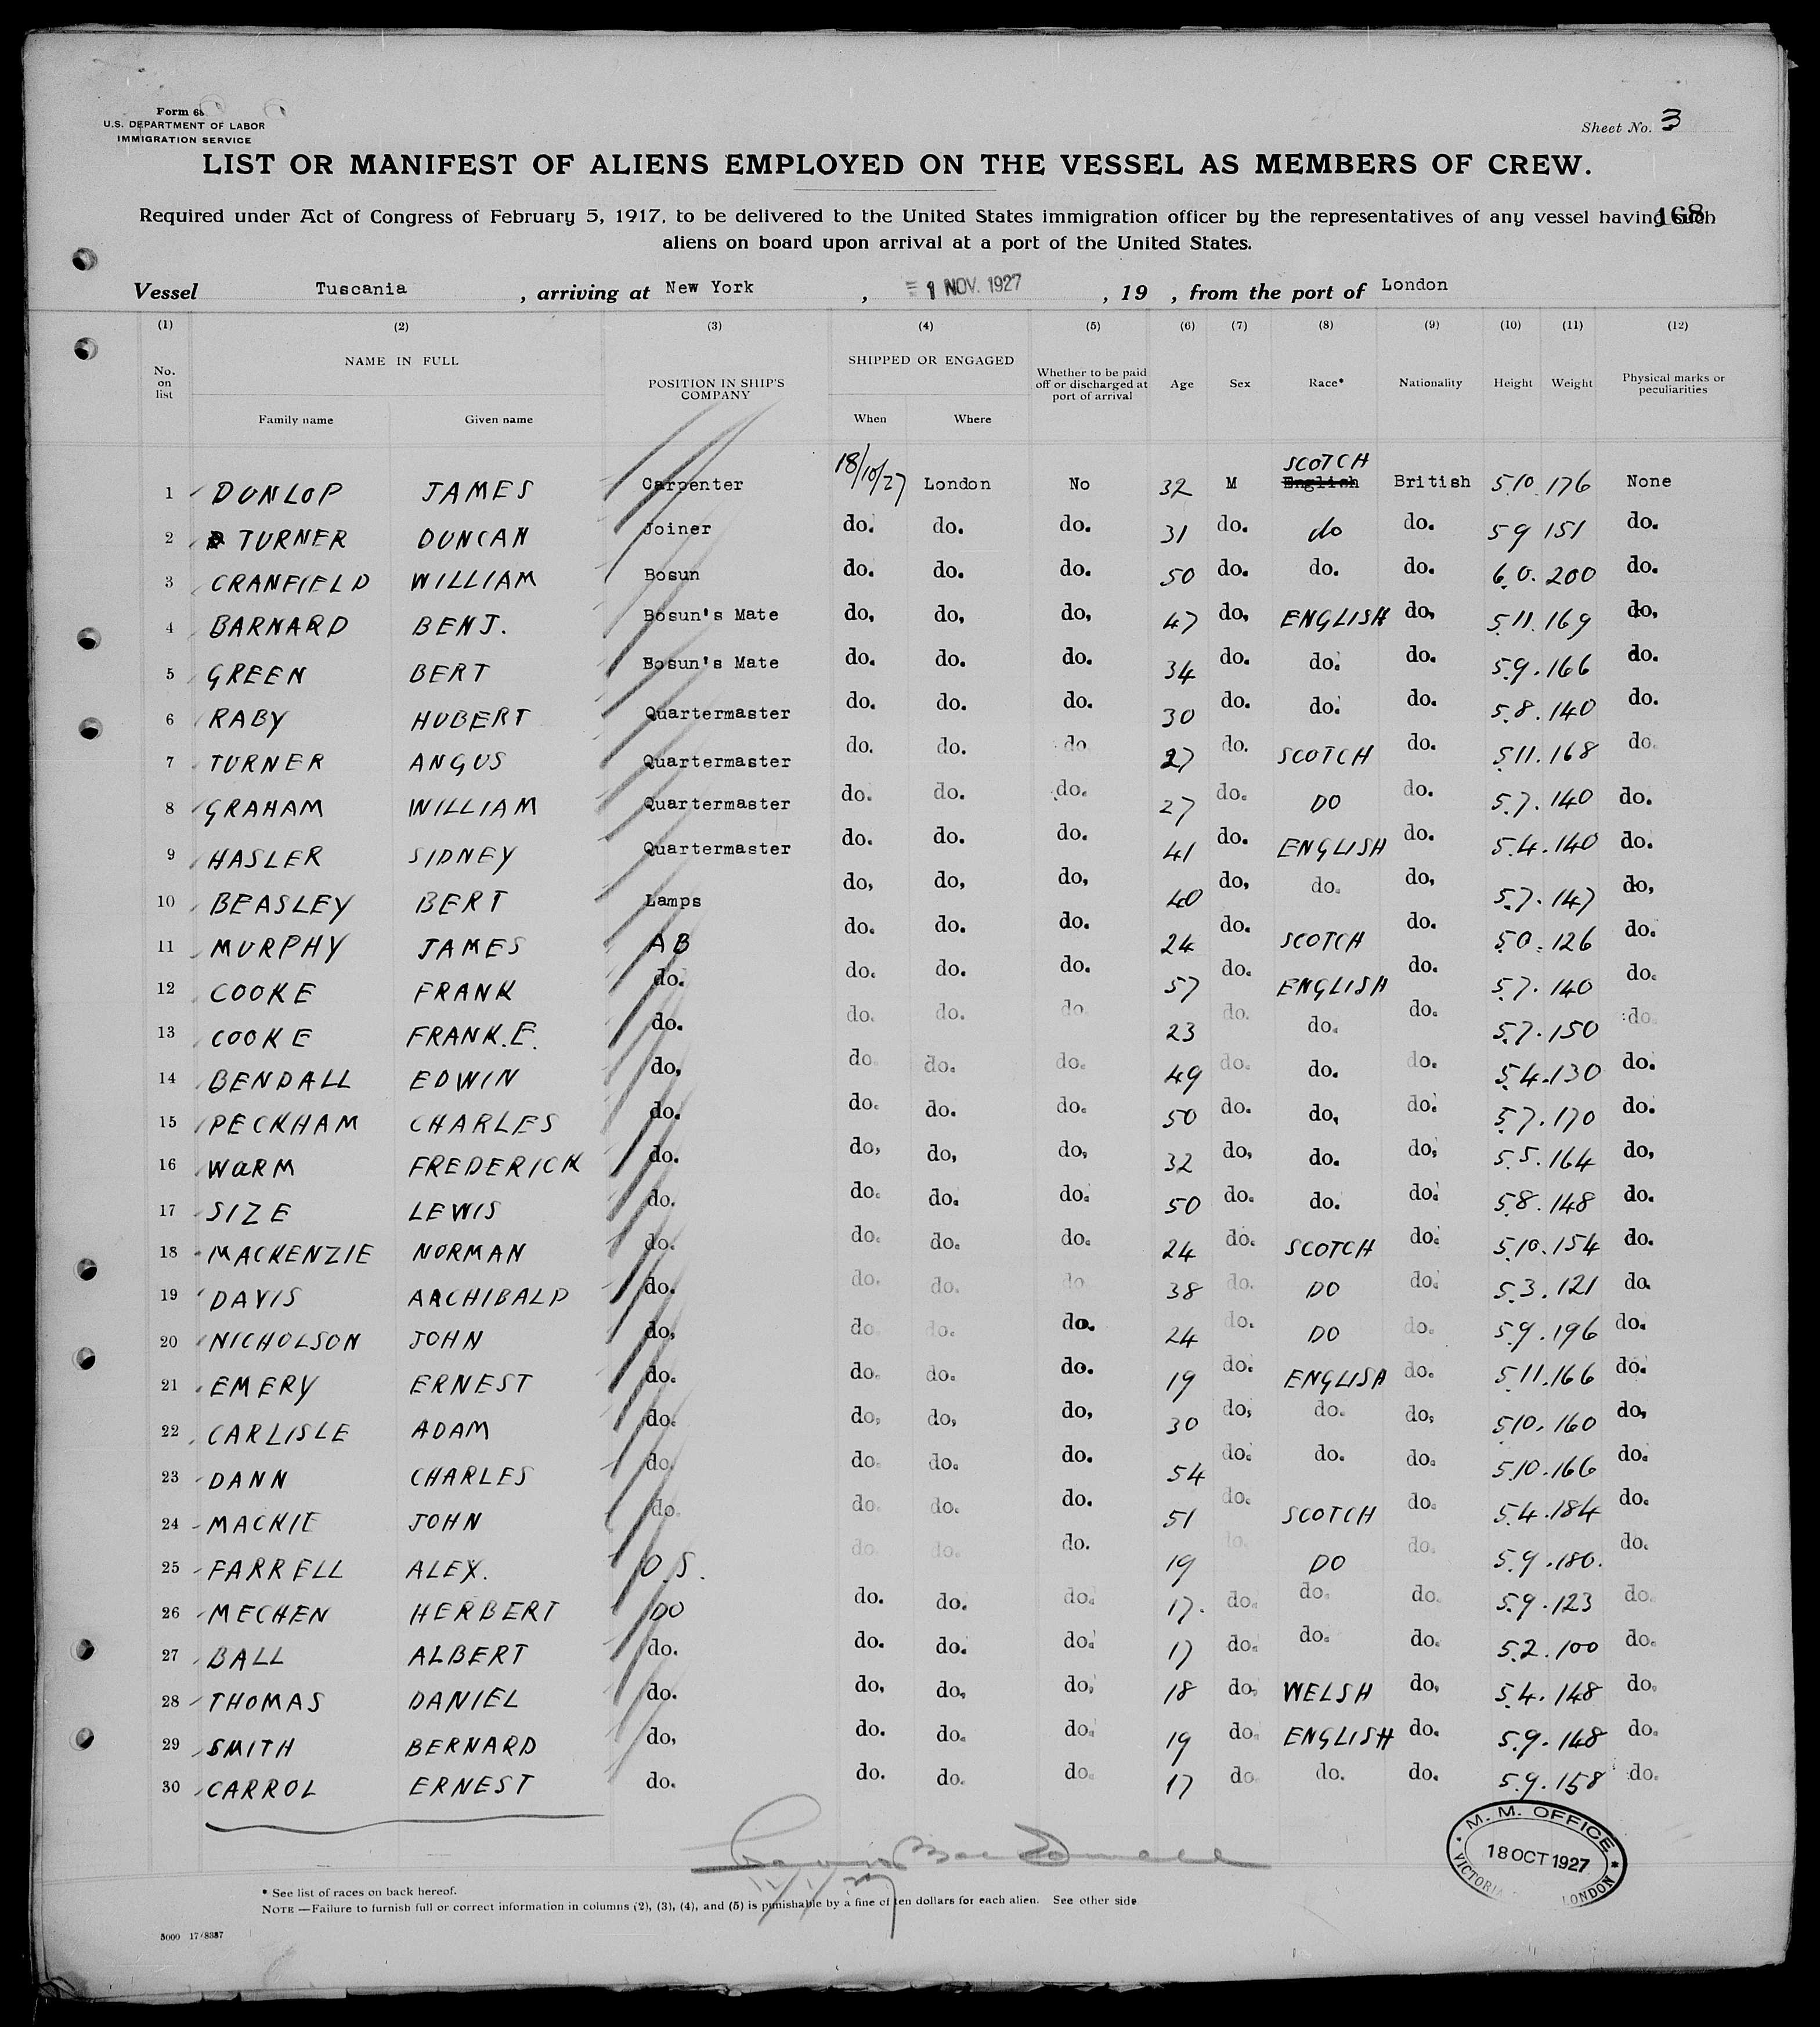 Form 68
U.S. DEPARTMENT OF LABOR
IMMIGRATION SERVICE
Sheet No. 3
LIST OR MANIFEST OF ALIENS EMPLOYED ON THE VESSEL AS MEMBERS OF CREW.
168
Required under Act of Congress of February 5, 1917, to be delivered to the United States immigration officer by the representatives of any vessel having such
aliens on board upon arrival at a port of the United States.
Vessel Tuscania , arriving at New York , 1 NOV. 1927 , 19 , from the port of London
(1) (2) (3) (4) (5) (6) (7) (8) (9) (10) (11) (12)
No. on list NAME IN FULL POSITION IN SHIP'S COMPANY SHIPPED OR ENGAGED Whether to be paid off or discharged at port of arrival Age Sex Race* Nationality Height Weight Physical marks or peculiarities
Family name Given name When Where
1 DUNLOP JAMES Carpenter 18/10/27 London No 32 M English SCOTCH British 5.10. 176 None
2 TURNER DUNCAN Joiner do. do. do. 31 do. do do. 5 9 151 do.
3 CRANFIELD WILLIAM Bosun do. do. do. 50 do. do. do. 6.0. 200 do.
4 BARNARD BENJ. Bosun's Mate do, do, do, 47 do, ENGLISH do, 5.11. 169 do,
5 GREEN BERT Bosun's Mate do. do. do. 34 do. do. do. 5.9. 166 do.
6 RABY HUBERT Quartermaster do. do. do. 30 do. do. do. 5.8. 140 do.
7 TURNER ANGUS Quartermaster do. do. do 27 do. SCOTCH do. 5.11. 168 do.
8 GRAHAM WILLIAM Quartermaster do. do. do. 27 do. DO do. 5.7. 140 do.
9 HASLER SIDNEY Quartermaster do. do. do. 41 do. ENGLISH do. 5.4. 140 do.
10 BEASLEY BERT Lamps do, do, do, 40 do, do. do, 5.7. 147 do,
11 MURPHY JAMES A B do. do. do. 24 do. SCOTCH do. 5.0. 126 do.
12 COOKE FRANK do. do. do. do. 57 do. ENGLISH do. 5.7. 140 do.
13 COOKE FRANK.E. do. do. do. do. 23 do. do. do. 5.7. 150 do.
14 BENDALL EDWIN do, do. do. do. 49 do. do. do. 5.4. 130 do.
15 PECKHAM CHARLES do. do. do. do. 50 do. do, do. 5.7. 170 do.
16 WARM FREDERICK do. do, do, do, 32 do, do. do, 5.5. 164 do,
17 SIZE LEWIS do. do. do. do. 50 do. do. do. 5.8. 148 do.
18 MACKENZIE NORMAN do. do. do. do. 24 do. SCOTCH do. 5.10. 154 do.
19 DAVIS ARCHIBALD do. do. do. do 38 do. DO do. 5.3. 121 do.
20 NICHOLSON JOHN do, do do. do. 24 do. DO do. 5.9. 196 do.
21 EMERY ERNEST do. do. do. do. 19 do. ENGLISH do. 5.11. 166 do.
22 CARLISLE ADAM do. do, do, do, 30 do, do. do, 5.10. 160 do,
23 DANN CHARLES do. do. do. do. 54 do. do. do. 5.10. 166 do.
24 MACKIE JOHN do. do. do. do. 51 do. SCOTCH do. 5.4. 184 do.
25 FARRELL ALEX. O.S. do. do. do. 19 do. DO do. 5.9. 180. do.
26 MECHEN HERBERT DO do. do. do. 17. do. do. do. 5.9. 123 do.
27 BALL ALBERT do. do. do. do. 17 do. do. do. 5.2. 100 do.
28 THOMAS DANIEL do. do, do, do, 18 do, WELSH do, 5.4. 148 do,
29 SMITH BERNARD do, do. do. do. 19 do. ENGLISH do. 5.9. 148 do.
30 CARROL ERNEST do. do. do. do. 17 do. do. do. 5.9. 158 do.
M. M. OFFICE
18 OCT 1927
VICTORIA LONDON
* See list of races on back hereof.
NOTE —Failure to furnish full or correct information in columns (2), (3), (4), and (5) is punishable by a fine of ten dollars for each alien. See other side
5000 17/8387